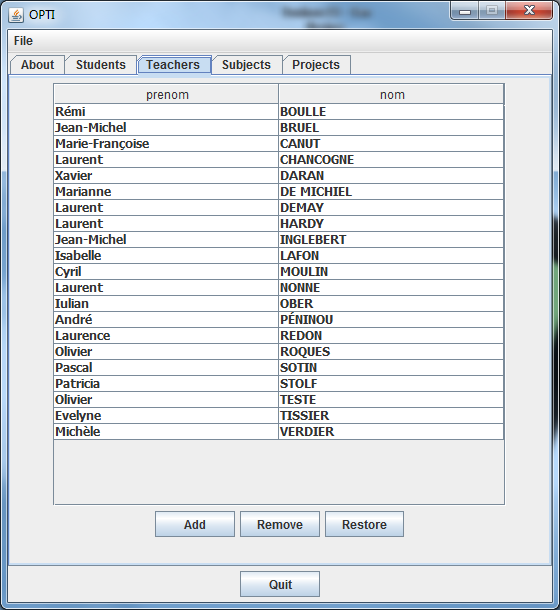 OPTI
File
About Students Teachers Subjects Projects
prenom nom
Rémi BOULLE
Jean-Michel BRUEL
Marie-Françoise CANUT
Laurent CHANCOGNE
Xavier DARAN
Marianne DE MICHIEL
Laurent DEMAY
Laurent HARDY
Jean-Michel INGLEBERT
Isabelle LAFON
Cyril MOULIN
Laurent NONNE
Iulian OBER
André PÉNINOU
Laurence REDON
Olivier ROQUES
Pascal SOTIN
Patricia STOLF
Olivier TESTE
Evelyne TISSIER
Michèle VERDIER
Add Remove Restore
Quit